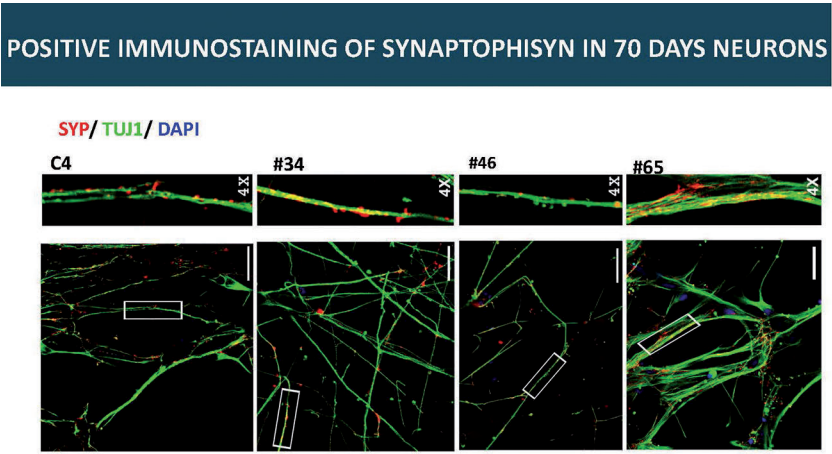 POSITIVE IMMUNOSTAINING OF SYNAPTOPHISYN IN 70 DAYS NEURONS
SYP/ TUJ1/ DAPI
C4 #34 #46 #65
4X 4X 4X 4X